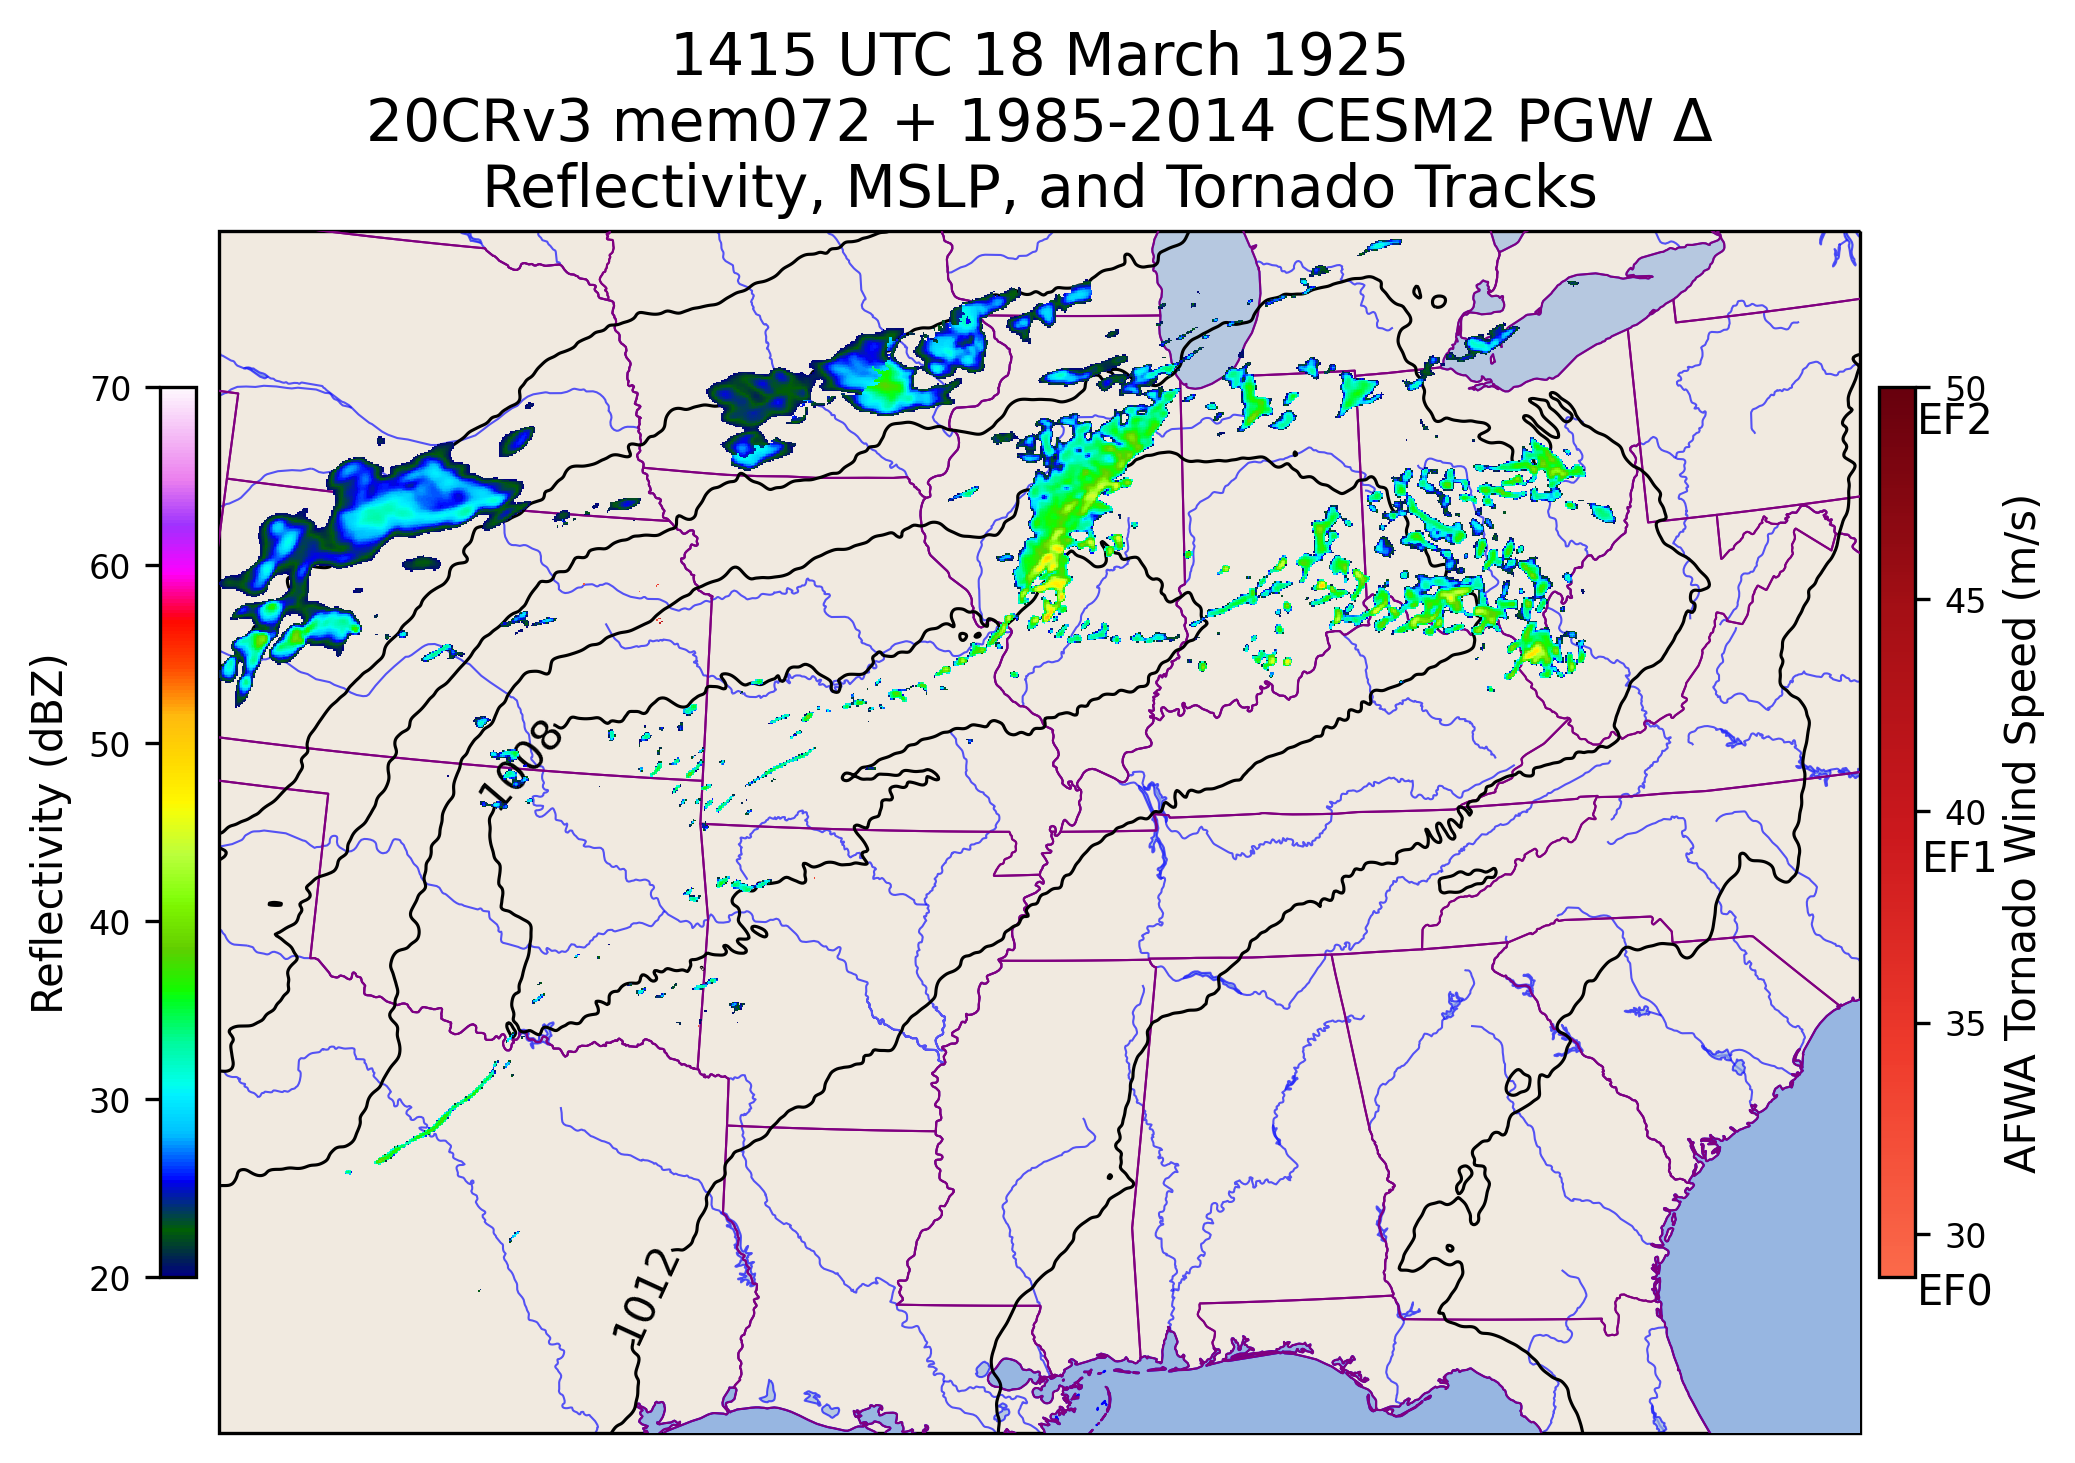 1415 UTC 18 March 1925
20CRv3 mem072 + 1985-2014 CESM2 PGW Δ
Reflectivity, MSLP, and Tornado Tracks
70
60
50
40
30
20
Reflectivity (dBZ)
1008
1012
50
EF2
45
40
EF1
35
30
EF0
AFWA Tornado Wind Speed (m/s)